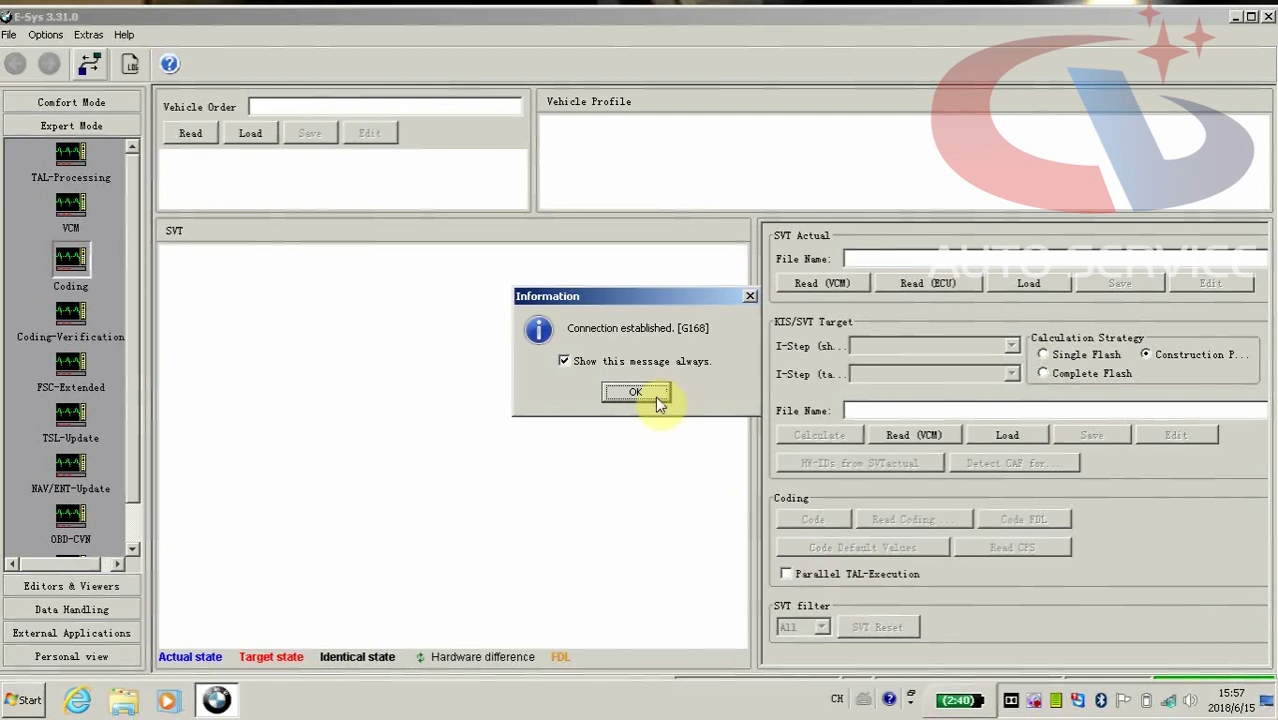 E-Sys 3.31.0
File Options Extras Help
LOG
Comfort Mode
Expert Mode
TAL-Processing
VCM
Coding
Coding-Verification
FSC-Extended
TSL-Update
NAV/ENT-Update
OBD-CVN
Editors & Viewers
Data Handling
External Applications
Personal view
Vehicle Order
Read Load Save Edit
Vehicle Profile
SVT
Information
Connection established. [G168]
Show this message always.
OK
Actual state Target state Identical state Hardware difference FDL
AUTO SERVICE
SVT Actual
File Name:
Read (VCM) Read (ECU) Load Save Edit
KIS/SVT Target
I-Step (sh...
I-Step (ta...
Calculation Strategy
Single Flash Construction P...
Complete Flash
File Name:
Calculate Read (VCM) Load Save Edit
HW-IDs from SVTactual Detect CAF for...
Coding
Code Read Coding ... Code FDL
Code Default Values Read CPS
Parallel TAL-Execution
SVT filter
All SVT Reset
Start
CH
(2:40)
15:57
2018/6/15